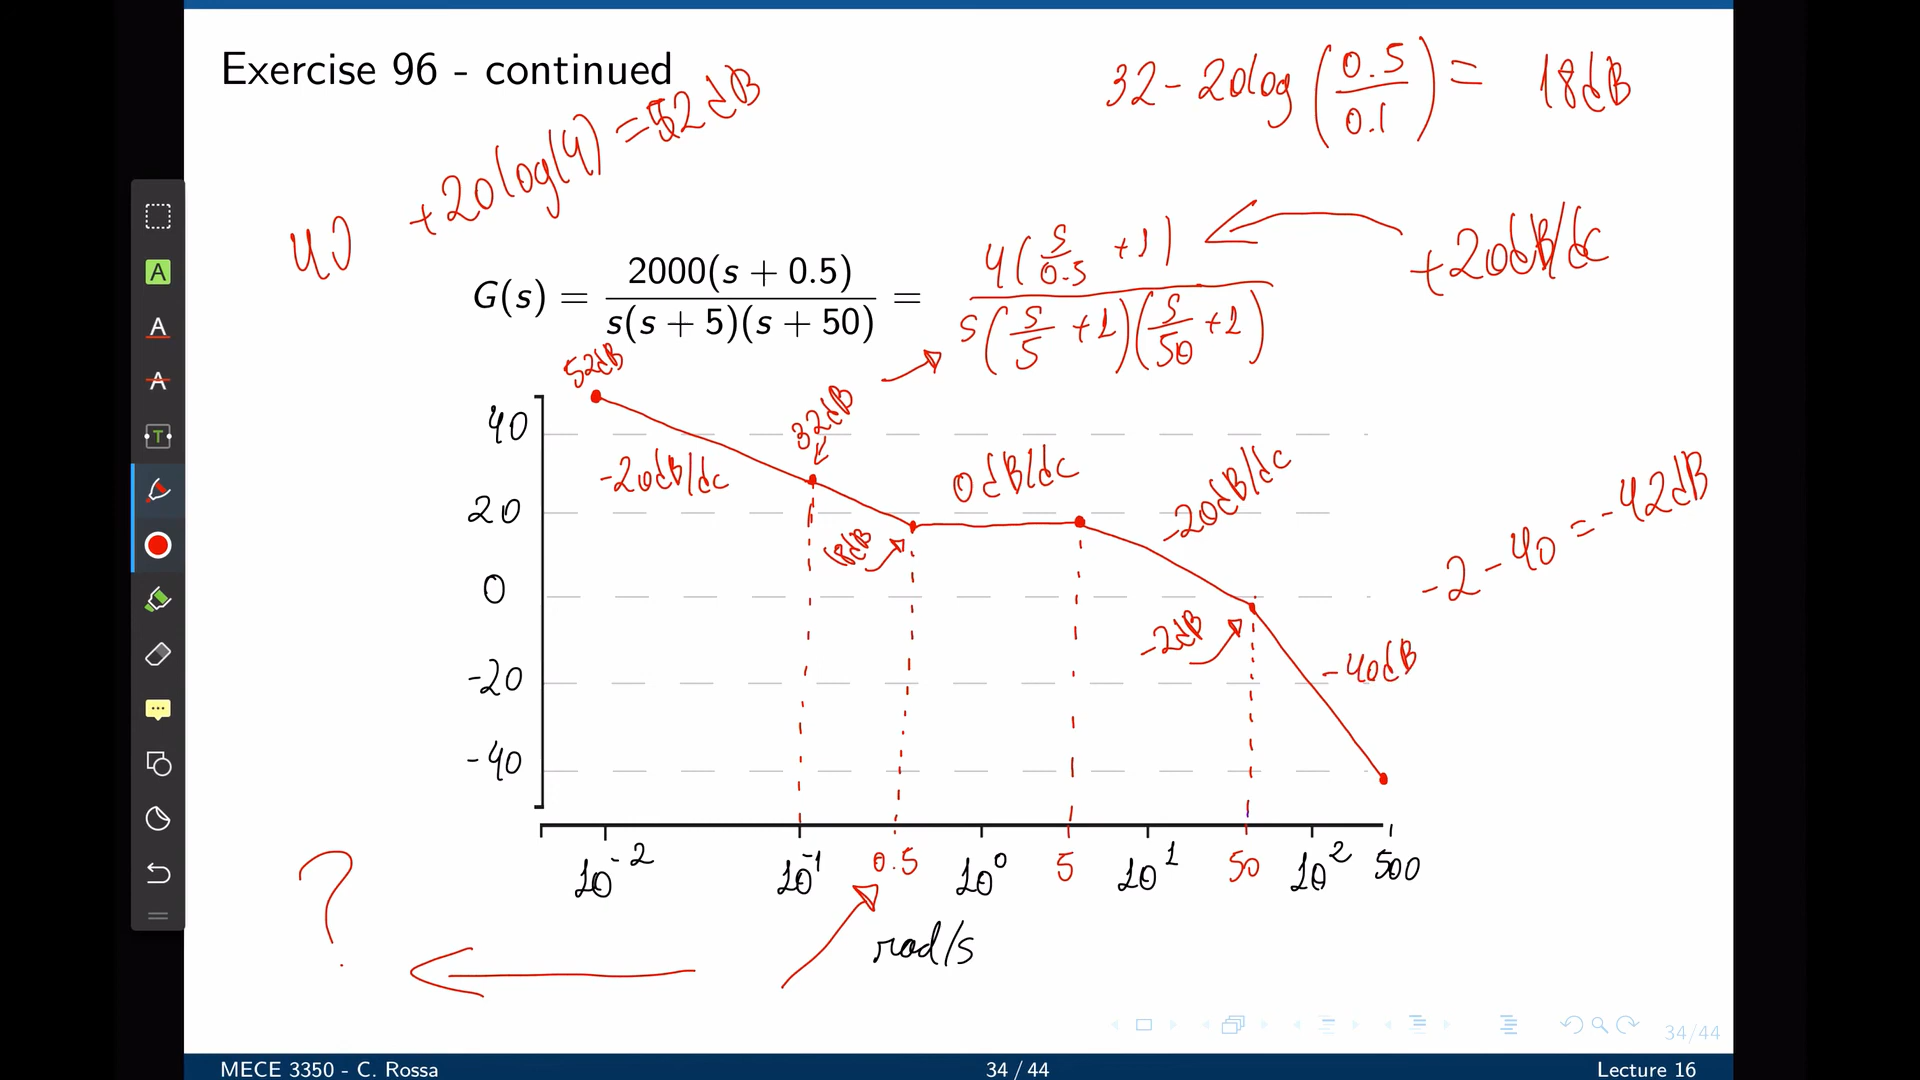 Exercise 96 - continued
40 +20log(4) = 52dB
32 - 20log (0.5/0.1) = 18dB
G(s) = 2000(s + 0.5) / s(s + 5)(s + 50) = 4(s/0.5 + 1) / s(s/5 + 1)(s/50 + 1)
+20dB/dc
52dB
32dB
-20dB/dc
18dB
0dB/dc
-20dB/dc
-2dB
-40dB
-2 - 40 = -42dB
40
20
0
-20
-40
10^-2 10^-1 0.5 10^0 5 10^1 50 10^2 500
rad/s
?
34/44
MECE 3350 - C. Rossa 34 / 44 Lecture 16
A
A
A
T